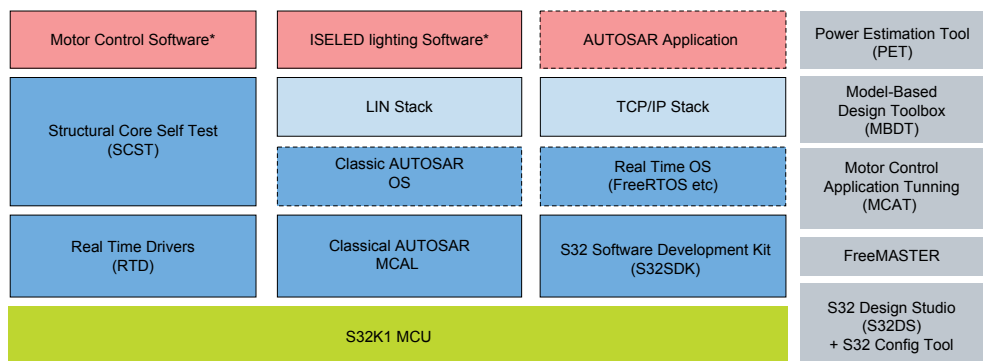 Motor Control Software*
ISELED lighting Software*
AUTOSAR Application
Power Estimation Tool
(PET)
Structural Core Self Test
(SCST)
LIN Stack
TCP/IP Stack
Model-Based
Design Toolbox
(MBDT)
Classic AUTOSAR
OS
Real Time OS
(FreeRTOS etc)
Motor Control
Application Tunning
(MCAT)
Real Time Drivers
(RTD)
Classical AUTOSAR
MCAL
S32 Software Development Kit
(S32SDK)
FreeMASTER
S32K1 MCU
S32 Design Studio
(S32DS)
+ S32 Config Tool